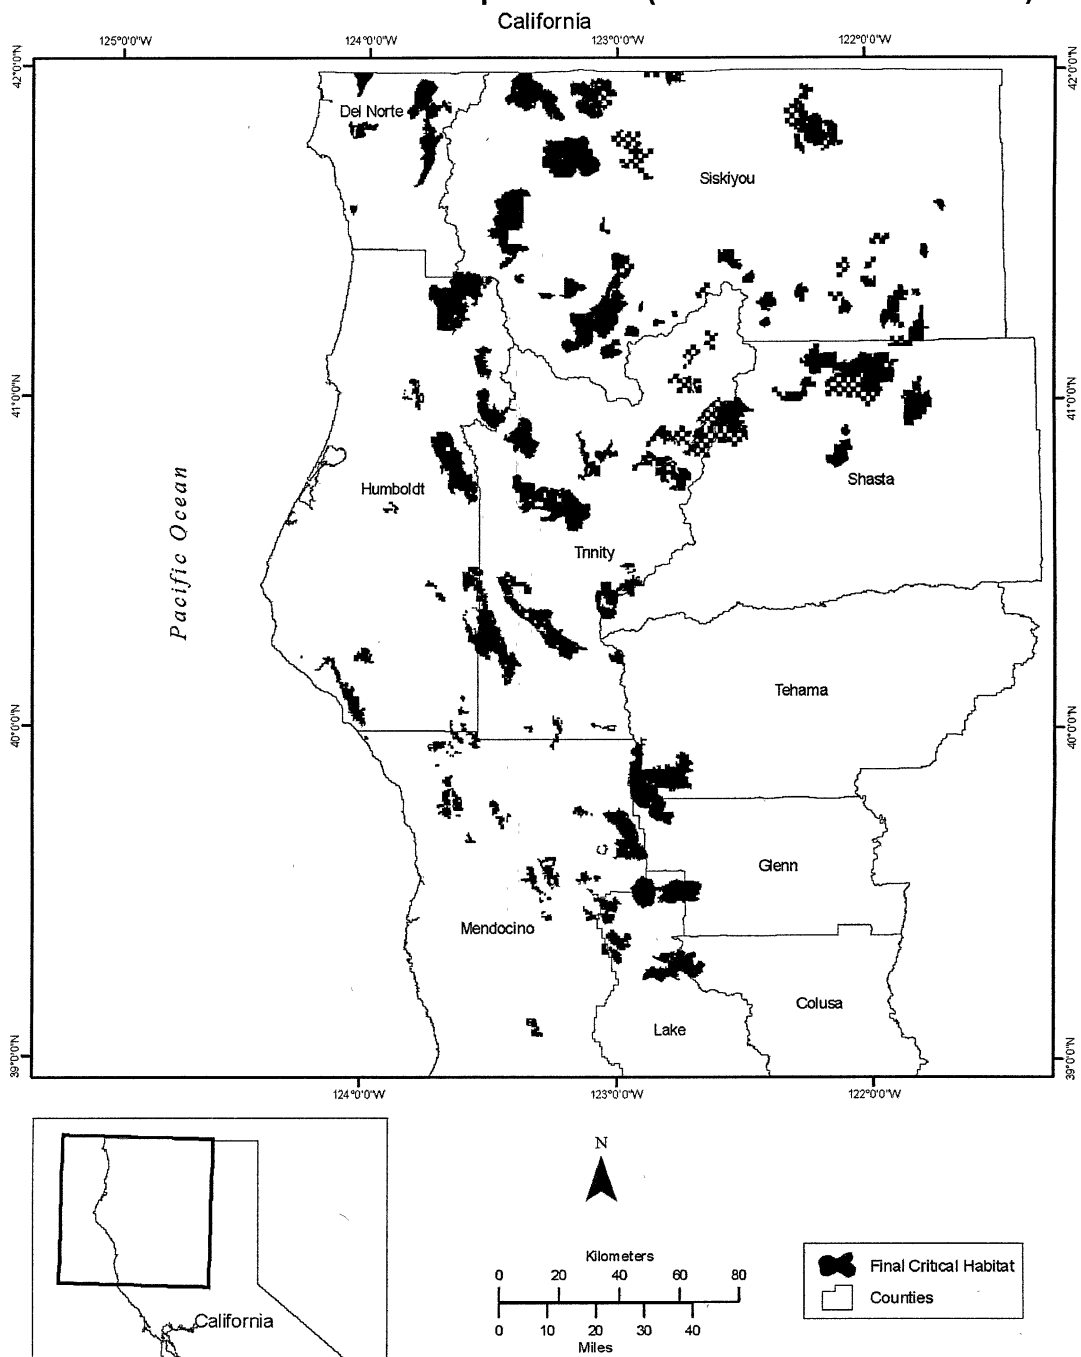 California
125°0'0"W 124°0'0"W 123°0'0"W 122°0'0"W
42°0'0"N 42°0'0"N
Del Norte
Siskiyou
41°0'0"N 41°0'0"N
Pacific Ocean
Humboldt
Shasta
Trinity
Tehama
40°0'0"N 40°0'0"N
Glenn
Mendocino
Colusa
Lake
39°0'0"N 39°0'0"N
124°0'0"W 123°0'0"W 122°0'0"W
N
Kilometers
0 20 40 60 80
0 10 20 30 40
Miles
Final Critical Habitat
Counties
California